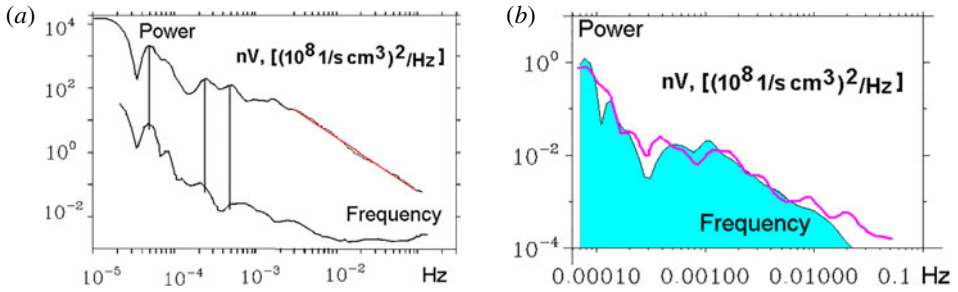 (a)
10⁴
Power
nV, [(10⁸ 1/s cm³)²/Hz]
10²
10⁰
10⁻²
Frequency
10⁻⁵ 10⁻⁴ 10⁻³ 10⁻² Hz
(b)
Power
10⁰
nV, [(10⁸ 1/s cm³)²/Hz]
10⁻²
Frequency
10⁻⁴
0.00010 0.00100 0.01000 0.1 Hz